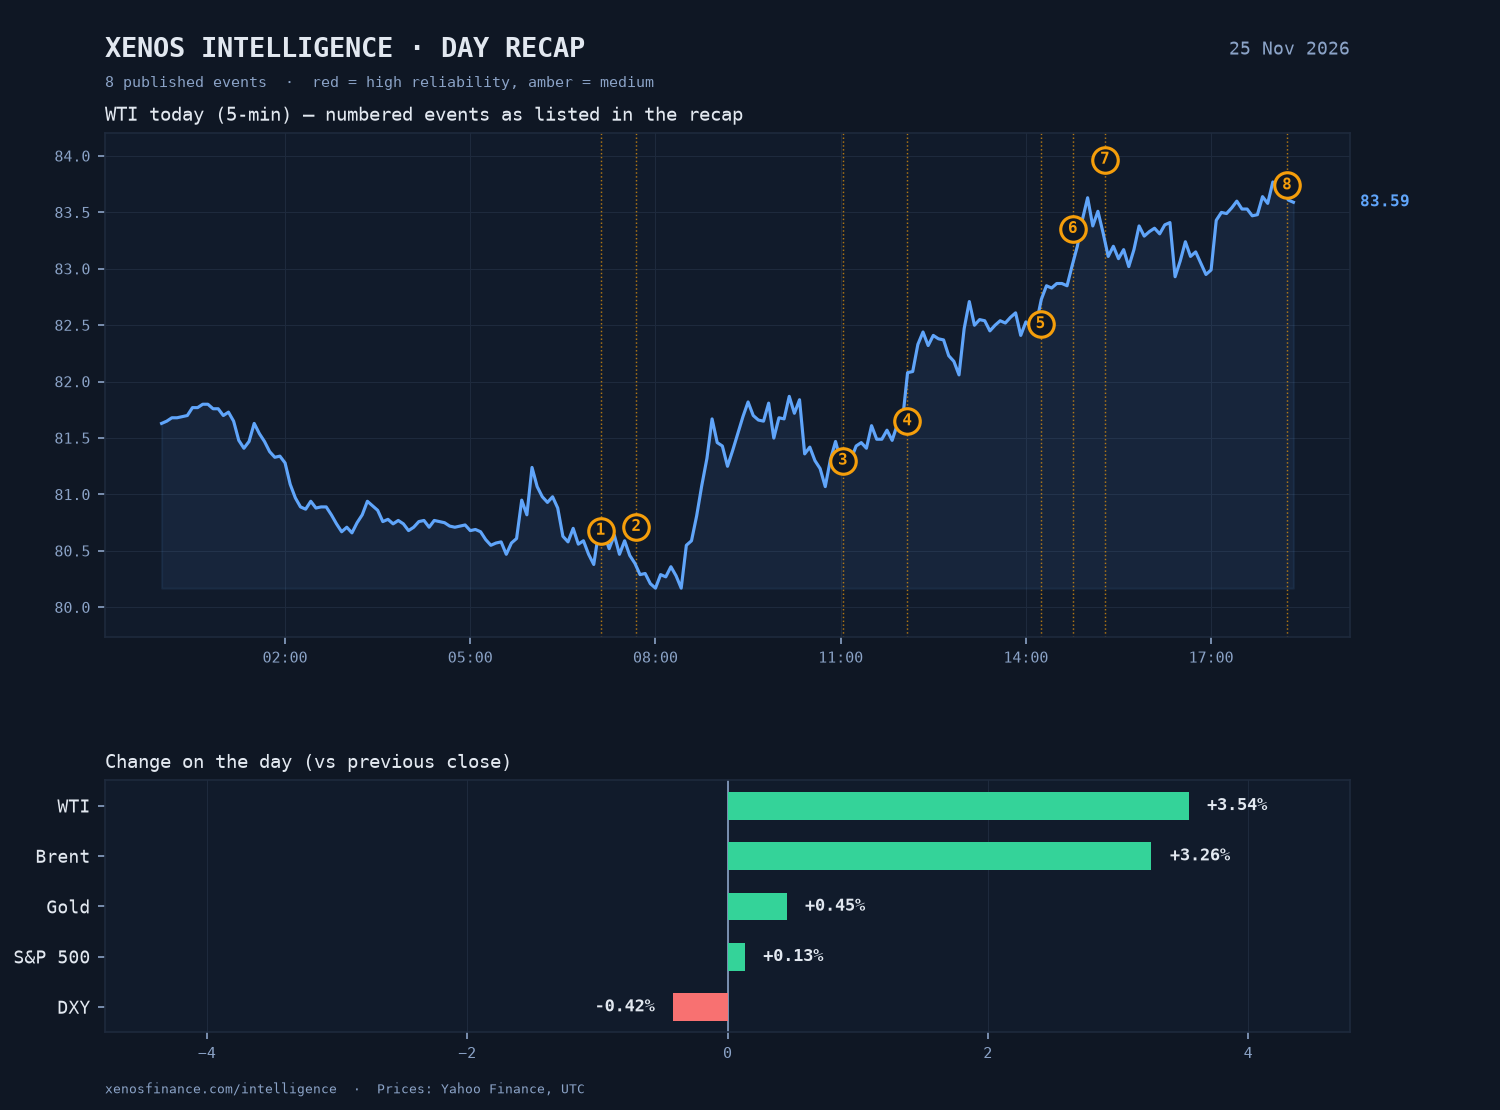 XENOS INTELLIGENCE · DAY RECAP
25 Nov 2026
8 published events · red = high reliability, amber = medium
WTI today (5-min) — numbered events as listed in the recap
84.0
83.5
83.0
82.5
82.0
81.5
81.0
80.5
80.0
1
2
3
4
5
6
7
8
83.59
02:00 05:00 08:00 11:00 14:00 17:00
Change on the day (vs previous close)
WTI +3.54%
Brent +3.26%
Gold +0.45%
S&P 500 +0.13%
DXY -0.42%
−4 −2 0 2 4
xenosfinance.com/intelligence · Prices: Yahoo Finance, UTC